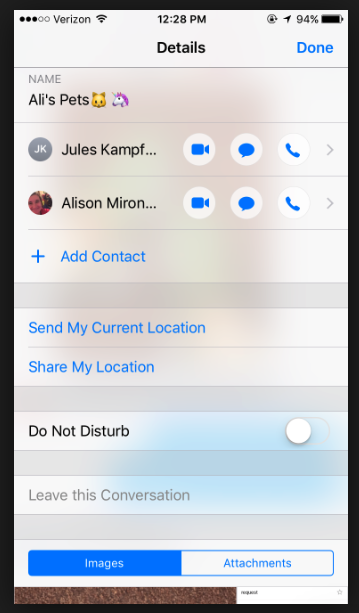 Verizon 12:28 PM 94%
Details Done
NAME
Ali's Pets🐱🦄
JK Jules Kampf...
Alison Miron...
+ Add Contact
Send My Current Location
Share My Location
Do Not Disturb
Leave this Conversation
Images Attachments
request